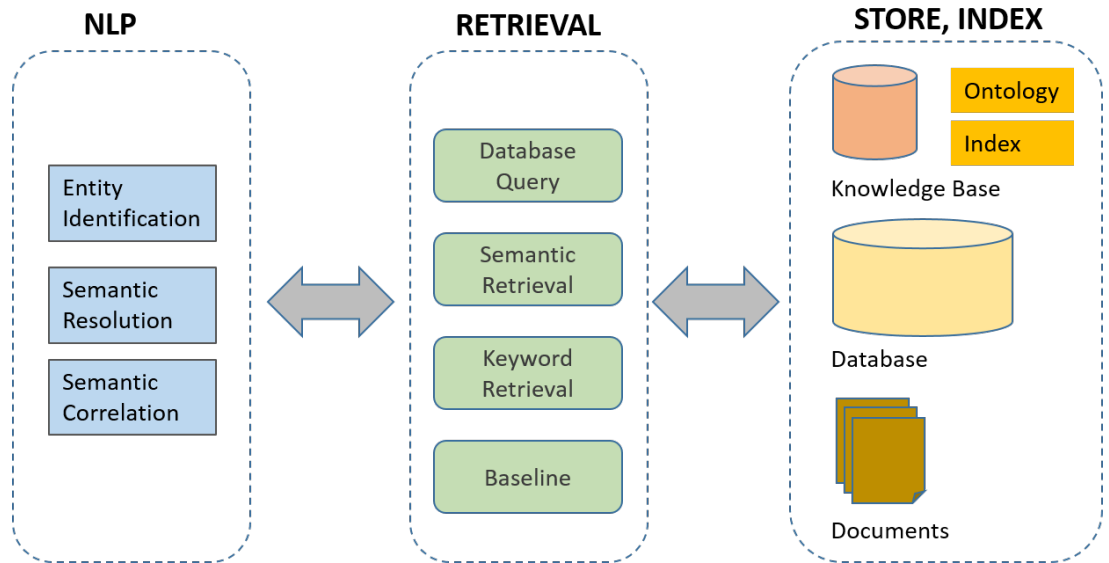 NLP
Entity
Identification
Semantic
Resolution
Semantic
Correlation
RETRIEVAL
Database
Query
Semantic
Retrieval
Keyword
Retrieval
Baseline
STORE, INDEX
Ontology
Index
Knowledge Base
Database
Documents